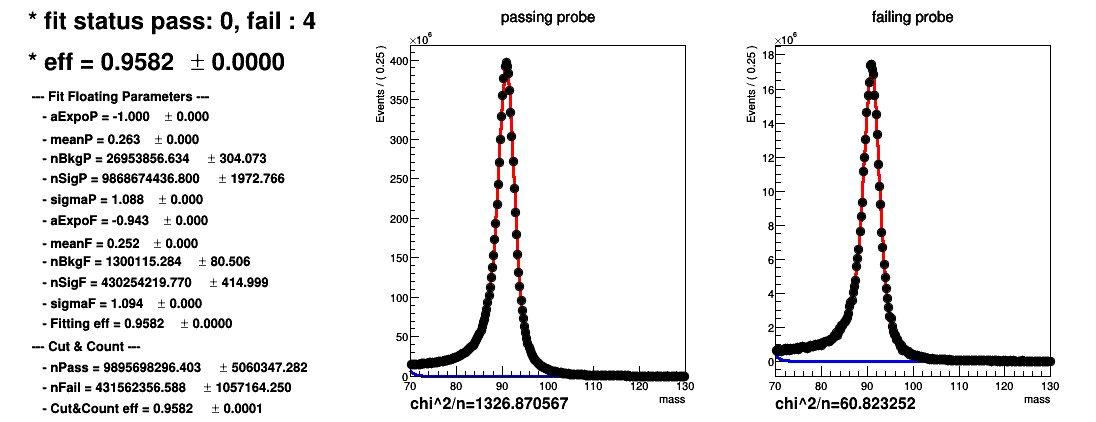 * fit status pass: 0, fail : 4
* eff = 0.9582 ± 0.0000
--- Fit Floating Parameters ---
- aExpoP = -1.000 ± 0.000
- meanP = 0.263 ± 0.000
- nBkgP = 26953856.634 ± 304.073
- nSigP = 9868674436.800 ± 1972.766
- sigmaP = 1.088 ± 0.000
- aExpoF = -0.943 ± 0.000
- meanF = 0.252 ± 0.000
- nBkgF = 1300115.284 ± 80.506
- nSigF = 430254219.770 ± 414.999
- sigmaF = 1.094 ± 0.000
- Fitting eff = 0.9582 ± 0.0000
--- Cut & Count ---
- nPass = 9895698296.403 ± 5060347.282
- nFail = 431562356.588 ± 1057164.250
- Cut&Count eff = 0.9582 ± 0.0001
passing probe
×10⁶
Events / ( 0.25 )
400
350
300
250
200
150
100
50
0
70 80 90 100 110 120 130
mass
chi^2/n=1326.870567
failing probe
×10⁶
Events / ( 0.25 )
18
16
14
12
10
8
6
4
2
0
70 80 90 100 110 120 130
mass
chi^2/n=60.823252